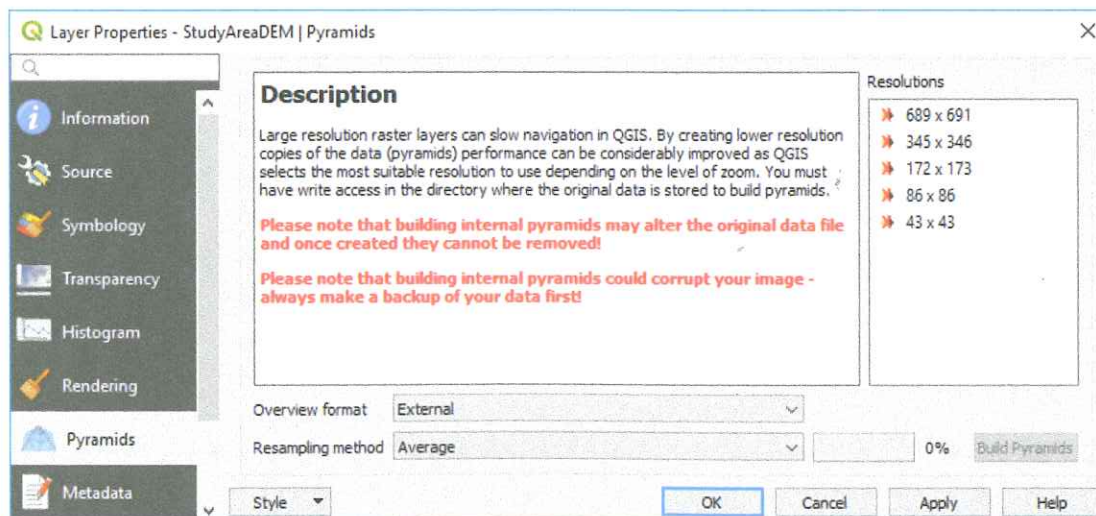 Layer Properties - StudyAreaDEM | Pyramids
Information
Source
Symbology
Transparency
Histogram
Rendering
Pyramids
Metadata
Description
Large resolution raster layers can slow navigation in QGIS. By creating lower resolution
copies of the data (pyramids) performance can be considerably improved as QGIS
selects the most suitable resolution to use depending on the level of zoom. You must
have write access in the directory where the original data is stored to build pyramids.
Please note that building internal pyramids may alter the original data file
and once created they cannot be removed!
Please note that building internal pyramids could corrupt your image -
always make a backup of your data first!
Resolutions
689 x 691
345 x 346
172 x 173
86 x 86
43 x 43
Overview format External
Resampling method Average 0% Build Pyramids
Style OK Cancel Apply Help